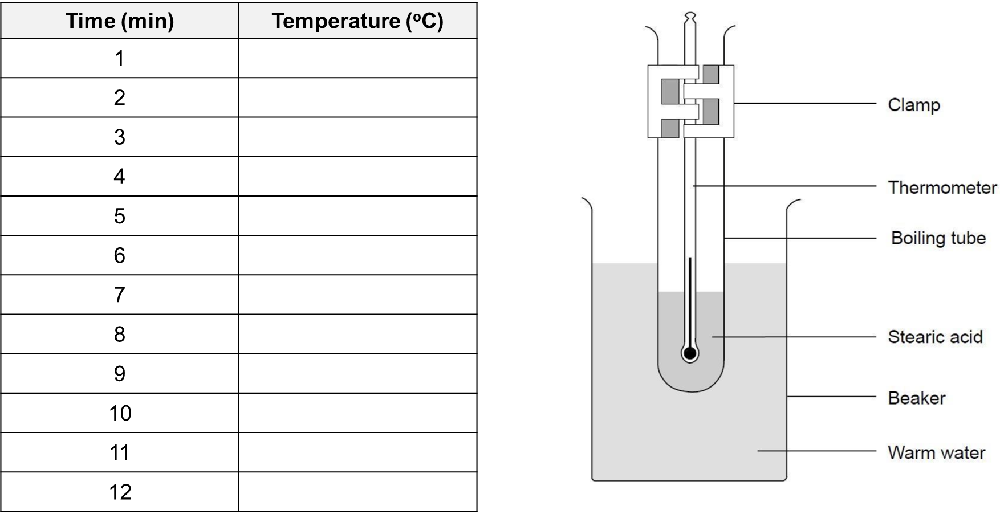 Time (min) Temperature (°C)
1
2
3
4
5
6
7
8
9
10
11
12
Clamp
Thermometer
Boiling tube
Stearic acid
Beaker
Warm water